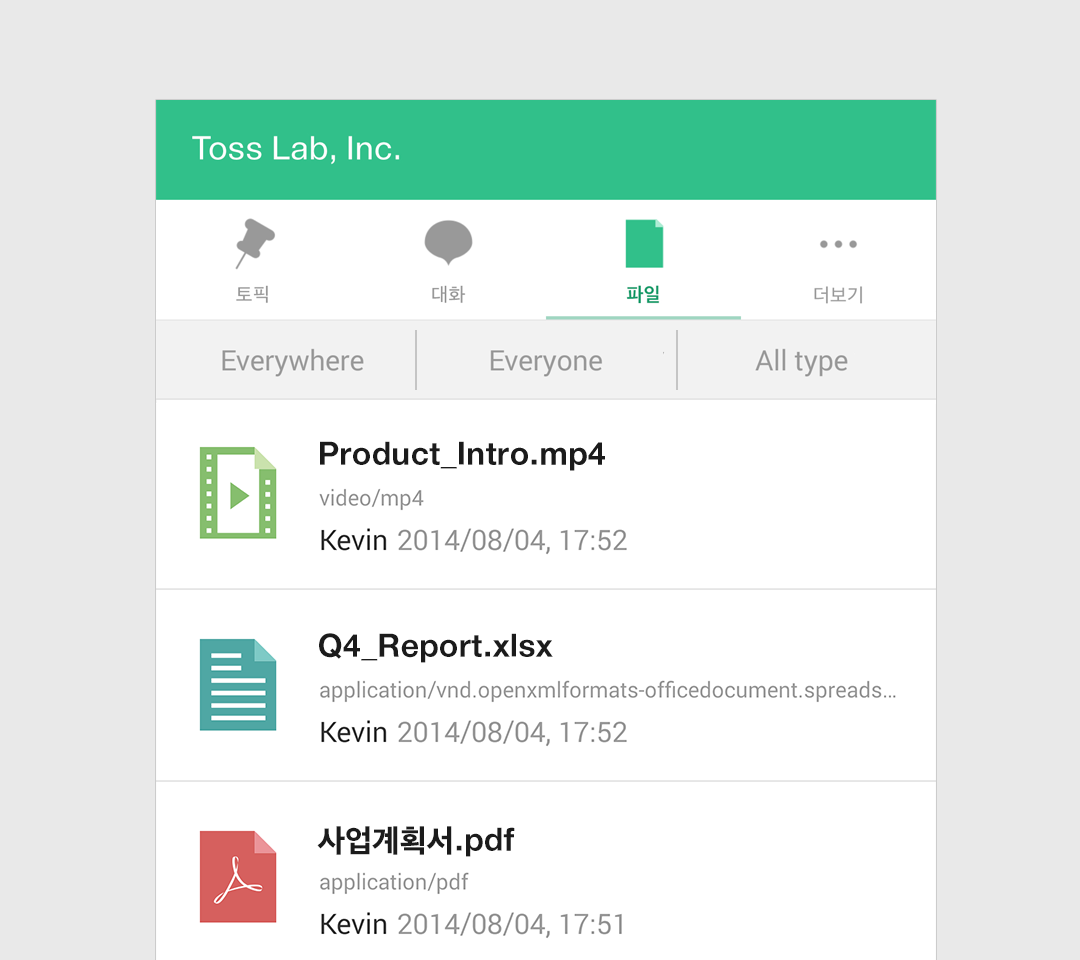 Toss Lab, Inc.
토픽 대화 파일 더보기
Everywhere Everyone All type
Product_Intro.mp4
video/mp4
Kevin 2014/08/04, 17:52
Q4_Report.xlsx
application/vnd.openxmlformats-officedocument.spreads...
Kevin 2014/08/04, 17:52
사업계획서.pdf
application/pdf
Kevin 2014/08/04, 17:51